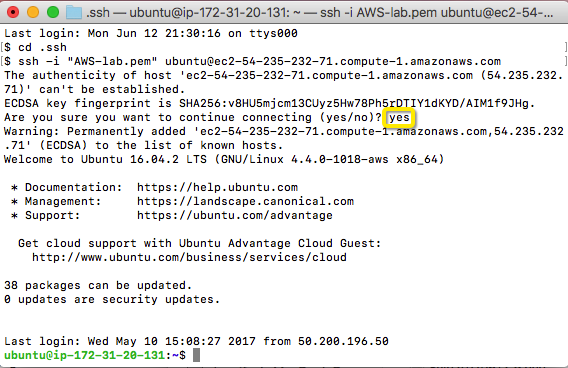 .ssh — ubuntu@ip-172-31-20-131: ~ — ssh -i AWS-lab.pem ubuntu@ec2-54-...
Last login: Mon Jun 12 21:30:16 on ttys000
$ cd .ssh
$ ssh -i "AWS-lab.pem" ubuntu@ec2-54-235-232-71.compute-1.amazonaws.com
The authenticity of host 'ec2-54-235-232-71.compute-1.amazonaws.com (54.235.232.
71)' can't be established.
ECDSA key fingerprint is SHA256:v8HU5mjcm13CUyz5Hw78Ph5rDTIY1dKYD/AIM1f9JHg.
Are you sure you want to continue connecting (yes/no)? yes
Warning: Permanently added 'ec2-54-235-232-71.compute-1.amazonaws.com,54.235.232
.71' (ECDSA) to the list of known hosts.
Welcome to Ubuntu 16.04.2 LTS (GNU/Linux 4.4.0-1018-aws x86_64)
* Documentation:  https://help.ubuntu.com
* Management:     https://landscape.canonical.com
* Support:        https://ubuntu.com/advantage
Get cloud support with Ubuntu Advantage Cloud Guest:
http://www.ubuntu.com/business/services/cloud
38 packages can be updated.
0 updates are security updates.
Last login: Wed May 10 15:08:27 2017 from 50.200.196.50
ubuntu@ip-172-31-20-131:~$